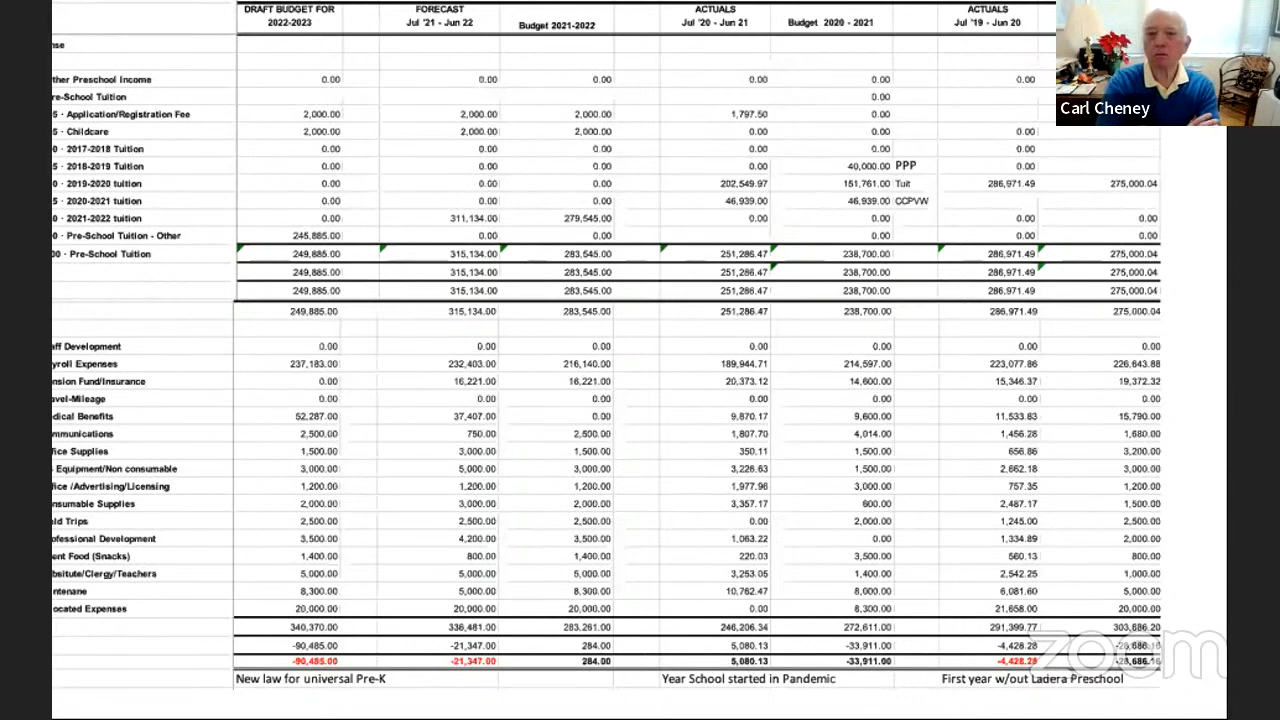 DRAFT BUDGET FOR 2022-2023 FORECAST Jul '21 - Jun 22 Budget 2021-2022 ACTUALS Jul '20 - Jun 21 Budget 2020 - 2021 ACTUALS Jul '19 - Jun 20
nse
ther Preschool Income 0.00 0.00 0.00 0.00 0.00 0.00
re-School Tuition 0.00
5 · Application/Registration Fee 2,000.00 2,000.00 2,000.00 1,797.50 0.00
5 · Childcare 2,000.00 2,000.00 2,000.00 0.00 0.00 0.00
0 · 2017-2018 Tuition 0.00 0.00 0.00 0.00 0.00 0.00
5 · 2018-2019 Tuition 0.00 0.00 0.00 0.00 40,000.00 PPP 0.00
0 · 2019-2020 tuition 0.00 0.00 0.00 202,549.97 151,761.00 Tuit 286,971.49 275,000.04
5 · 2020-2021 tuition 0.00 0.00 0.00 46,939.00 46,939.00 CCPVW
0 · 2021-2022 tuition 0.00 311,134.00 279,545.00 0.00 0.00 0.00 0.00
0 · Pre-School Tuition - Other 245,885.00 0.00 0.00 0.00 0.00 0.00
00 · Pre-School Tuition 249,885.00 315,134.00 283,545.00 251,286.47 238,700.00 286,971.49 275,000.04
249,885.00 315,134.00 283,545.00 251,286.47 238,700.00 286,971.49 275,000.04
249,885.00 315,134.00 283,545.00 251,286.47 238,700.00 286,971.49 275,000.04
249,885.00 315,134.00 283,545.00 251,286.47 238,700.00 286,971.49 275,000.04
aff Development 0.00 0.00 0.00 0.00 0.00 0.00 0.00
yroll Expenses 237,183.00 232,403.00 216,140.00 189,944.71 214,597.00 223,077.86 226,643.88
nsion Fund/Insurance 0.00 16,221.00 16,221.00 20,373.12 14,600.00 15,346.37 19,372.32
avel-Mileage 0.00 0.00 0.00 0.00 0.00 0.00 0.00
dical Benefits 52,287.00 37,407.00 0.00 9,870.17 9,600.00 11,533.83 15,790.00
mmunications 2,500.00 750.00 2,500.00 1,807.70 4,014.00 1,456.28 1,680.00
fice Supplies 1,500.00 3,000.00 1,500.00 350.11 1,500.00 656.86 3,200.00
Equipment/Non consumable 3,000.00 5,000.00 3,000.00 3,226.63 1,500.00 2,662.18 3,000.00
fice /Advertising/Licensing 1,200.00 1,200.00 1,200.00 1,977.96 3,000.00 757.35 1,200.00
nsumable Supplies 2,000.00 3,000.00 2,000.00 3,357.17 600.00 2,487.17 1,500.00
eld Trips 2,500.00 2,500.00 2,500.00 0.00 2,000.00 1,245.00 2,500.00
ofessional Development 3,500.00 4,200.00 3,500.00 1,063.22 0.00 1,334.89 2,000.00
ent Food (Snacks) 1,400.00 800.00 1,400.00 220.03 3,500.00 560.13 800.00
bsitute/Clergy/Teachers 5,000.00 5,000.00 5,000.00 3,253.05 1,400.00 2,542.25 1,000.00
ntenane 8,300.00 5,000.00 8,300.00 10,762.47 8,000.00 6,081.60 5,000.00
ocated Expenses 20,000.00 20,000.00 20,000.00 0.00 8,300.00 21,658.00 20,000.00
340,370.00 336,481.00 283,261.00 246,206.34 272,611.00 291,399.77 303,686.20
-90,485.00 -21,347.00 284.00 5,080.13 -33,911.00 -4,428.28 -28,686.16
-90,485.00 -21,347.00 284.00 5,080.13 -33,911.00 -4,428.28 -28,686.16
New law for universal Pre-K Year School started in Pandemic First year w/out Ladera Preschool
Carl Cheney
zoom